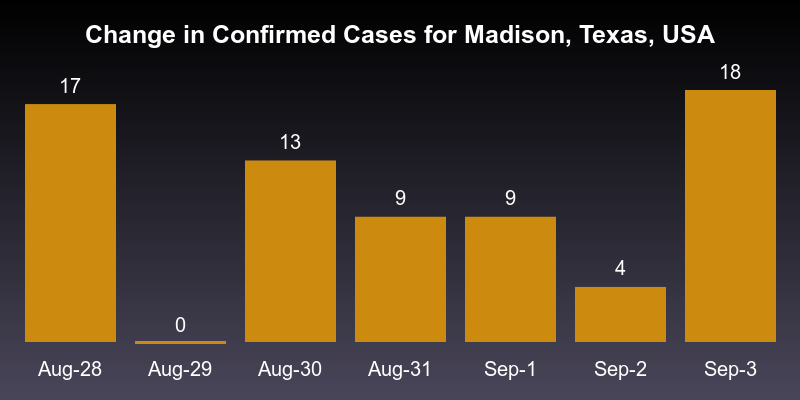 Change in Confirmed Cases for Madison, Texas, USA
17
0
13
9
9
4
18
Aug-28
Aug-29
Aug-30
Aug-31
Sep-1
Sep-2
Sep-3